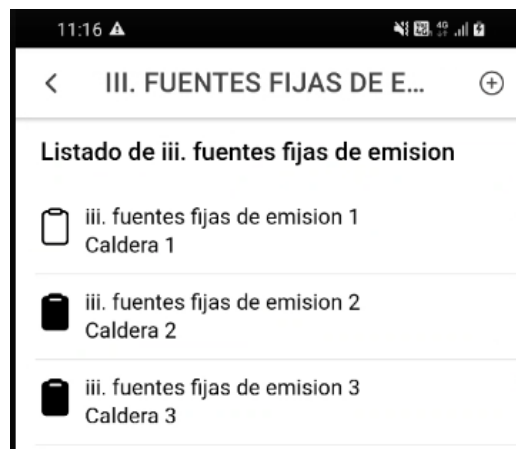 11:16
4G
III. FUENTES FIJAS DE E...
Listado de iii. fuentes fijas de emision
iii. fuentes fijas de emision 1
Caldera 1
iii. fuentes fijas de emision 2
Caldera 2
iii. fuentes fijas de emision 3
Caldera 3